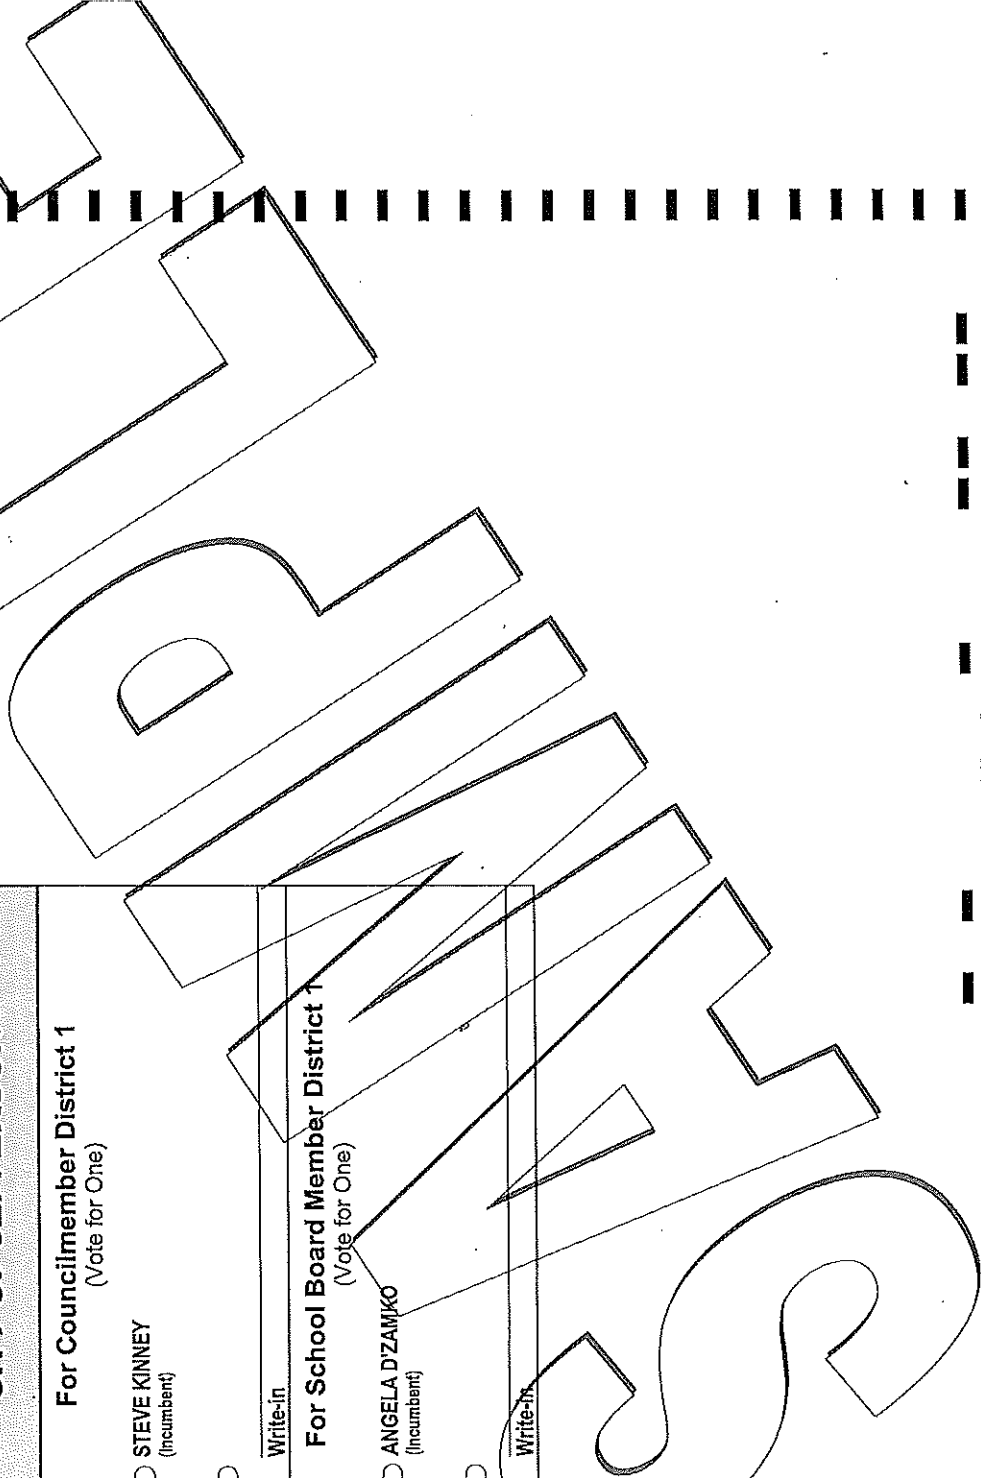 For Councilmember District 1
(Vote for One)
STEVE KINNEY
(Incumbent)
Write-in
For School Board Member District 1
(Vote for One)
ANGELA D'ZAMKO
(Incumbent)
Write-in
SAMPLE